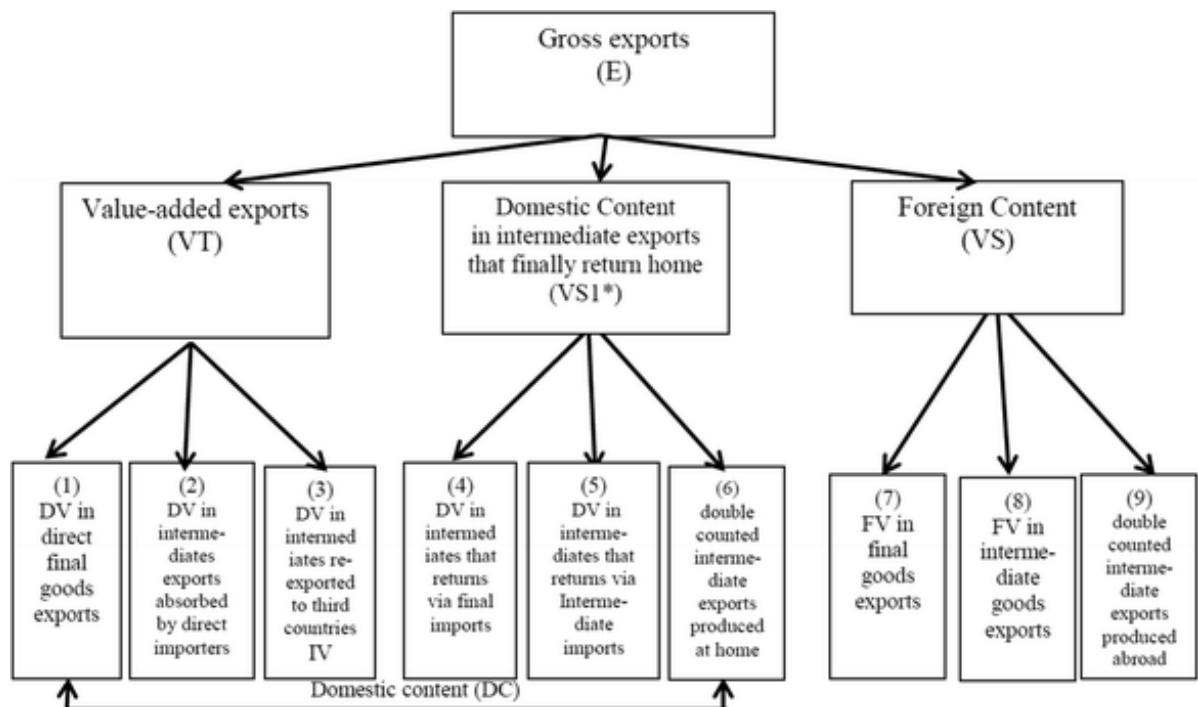 Gross exports
(E)
Value-added exports
(VT)
Domestic Content
in intermediate exports
that finally return home
(VS1*)
Foreign Content
(VS)
(1)
DV in
direct
final
goods
exports
(2)
DV in
interme-
diates
exports
absorbed
by direct
importers
(3)
DV in
intermed
iates re-
exported
to third
countries
IV
(4)
DV in
intermed
iates that
returns
via final
imports
(5)
DV in
interme-
diates that
returns via
Interme-
diate
imports
(6)
double
counted
interme-
diate
exports
produced
at home
(7)
FV in
final
goods
exports
(8)
FV in
interme-
diate
goods
exports
(9)
double
counted
interme-
diate
exports
produced
abroad
Domestic content (DC)